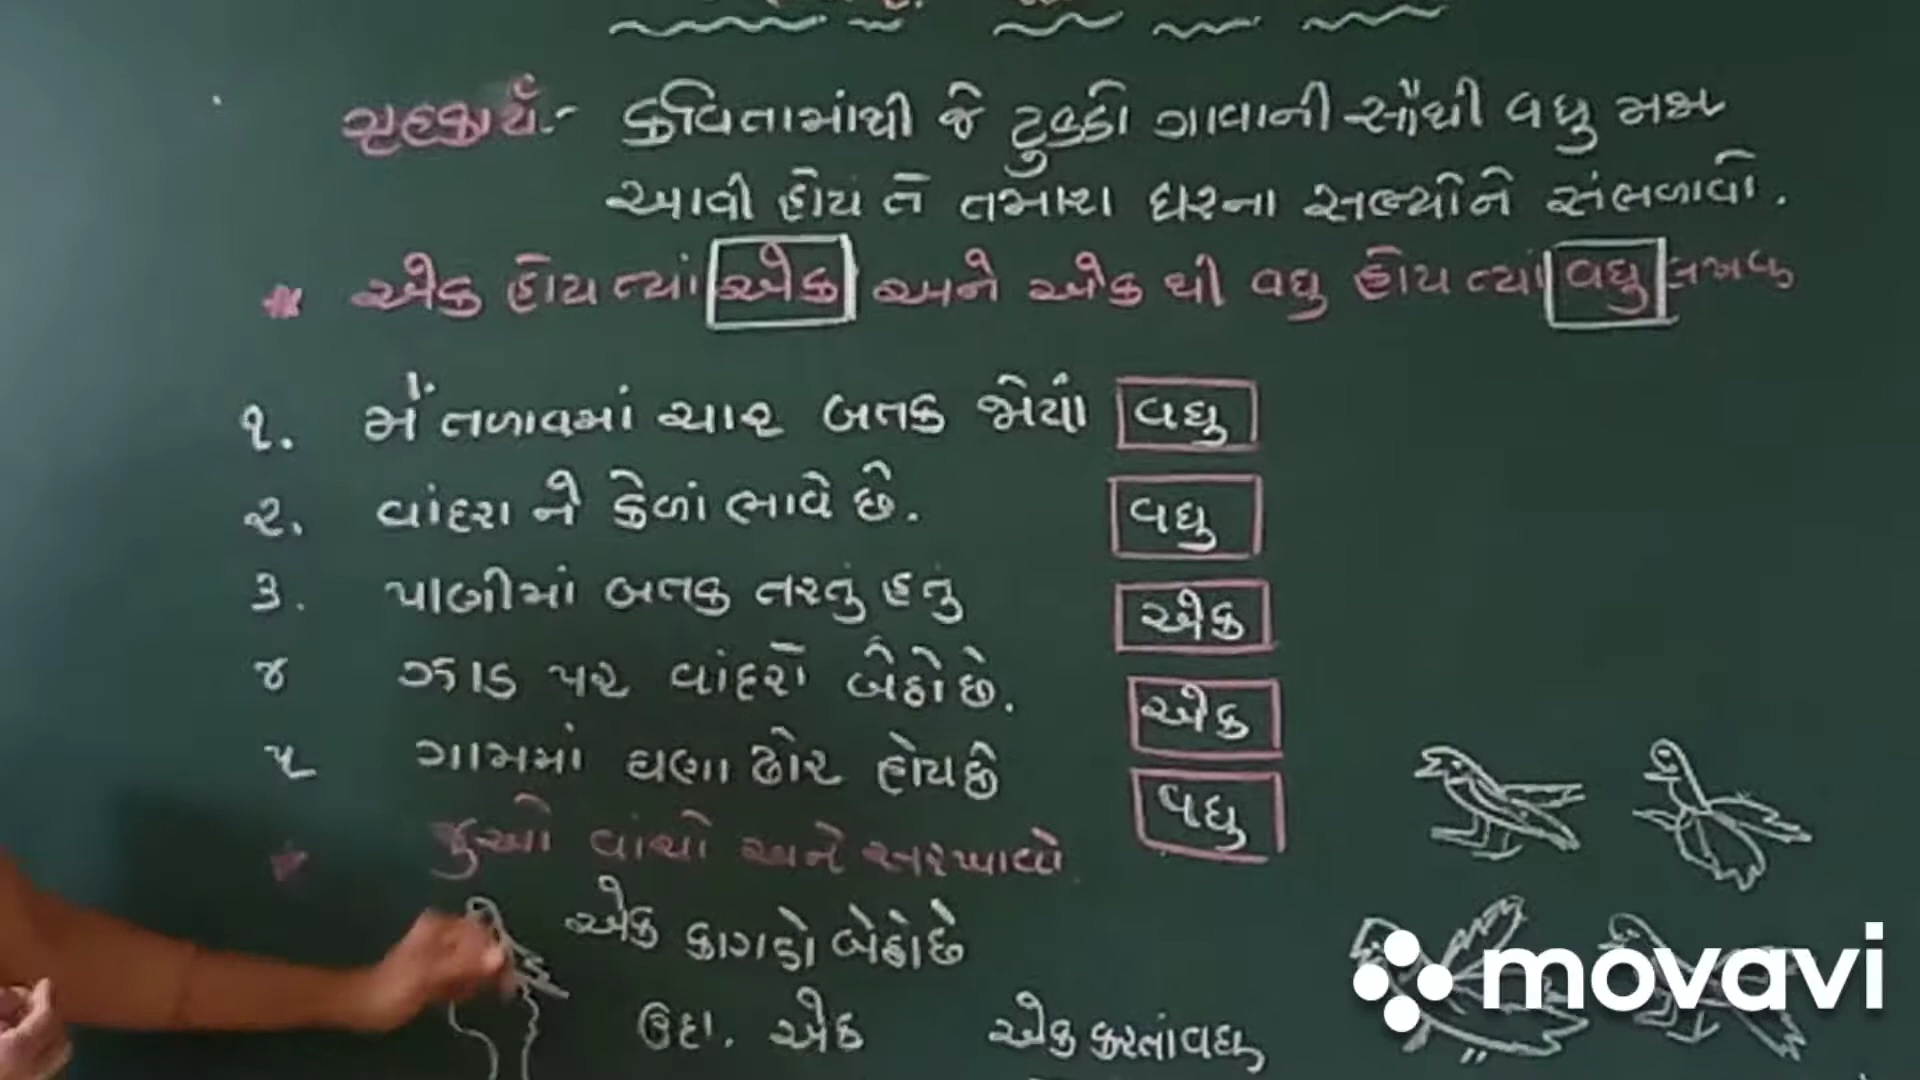 ગૃહકાર્ય:- કવિતામાંથી જે ટુકડી ગાવાની સૌથી વધુ મજા
આવી હોય તે તમારા ઘરના સભ્યોને સંભળાવો.
* એક હોય ત્યાં એક અને એક થી વધુ હોય ત્યાં વધુ લખવુ
૧. મેં તળાવમાં ચાર બતક જોયાં વધુ
૨. વાંદરા ને કેળાં ભાવે છે. વધુ
૩. પાણીમાં બતક તરતું હતું એક
૪ ઝાડ પર વાંદરો બેઠો છે. એક
૫ ગામમાં ઘણા ઢોર હોય છે વધુ
* જુઓ વાંચો અને સરખાવો
એક કાગડો બેઠો છે
ઉદા. એક એક કરતાં વધુ
movavi